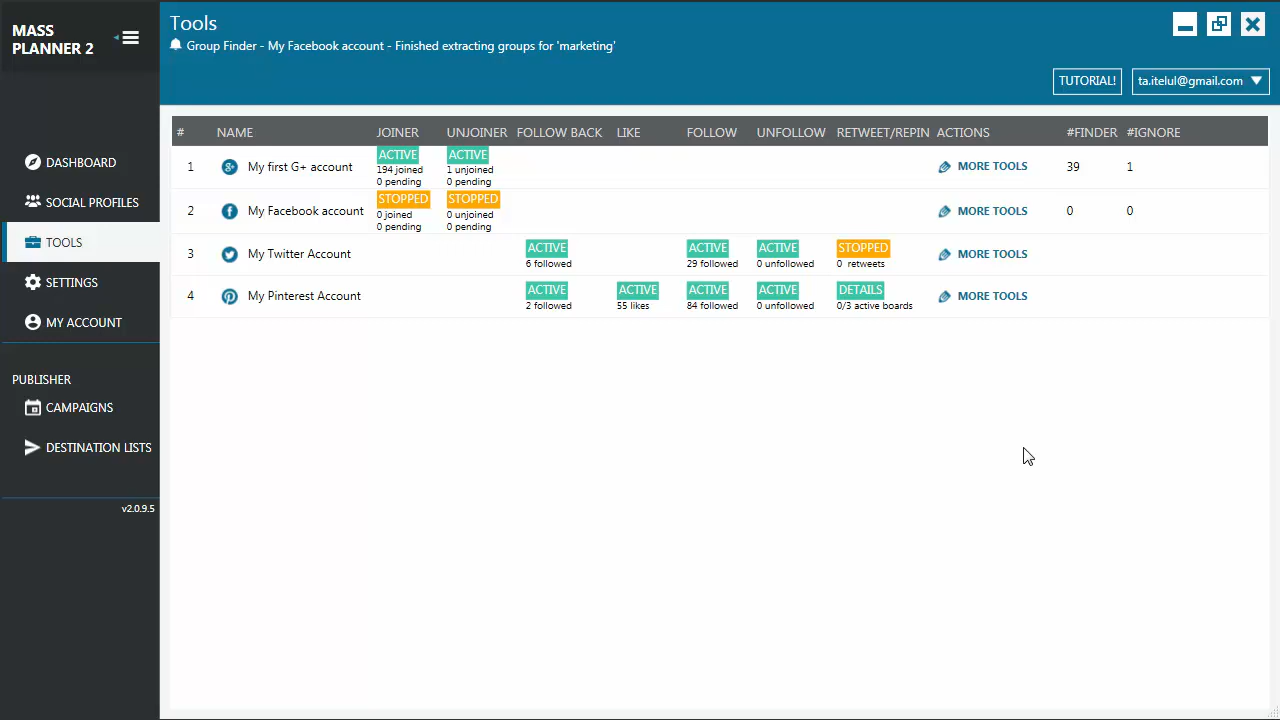 MASS
PLANNER 2
Tools
Group Finder - My Facebook account - Finished extracting groups for 'marketing'
TUTORIAL!
ta.itelul@gmail.com
DASHBOARD
SOCIAL PROFILES
TOOLS
SETTINGS
MY ACCOUNT
PUBLISHER
CAMPAIGNS
DESTINATION LISTS
v2.0.9.5
# NAME JOINER UNJOINER FOLLOW BACK LIKE FOLLOW UNFOLLOW RETWEET/REPIN ACTIONS #FINDER #IGNORE
ACTIVE ACTIVE
1 My first G+ account 194 joined 1 unjoined MORE TOOLS 39 1
0 pending 0 pending
STOPPED STOPPED
2 My Facebook account 0 joined 0 unjoined MORE TOOLS 0 0
0 pending 0 pending
ACTIVE ACTIVE ACTIVE STOPPED
3 My Twitter Account 6 followed 29 followed 0 unfollowed 0 retweets MORE TOOLS
ACTIVE ACTIVE ACTIVE ACTIVE DETAILS
4 My Pinterest Account 2 followed 55 likes 84 followed 0 unfollowed 0/3 active boards MORE TOOLS